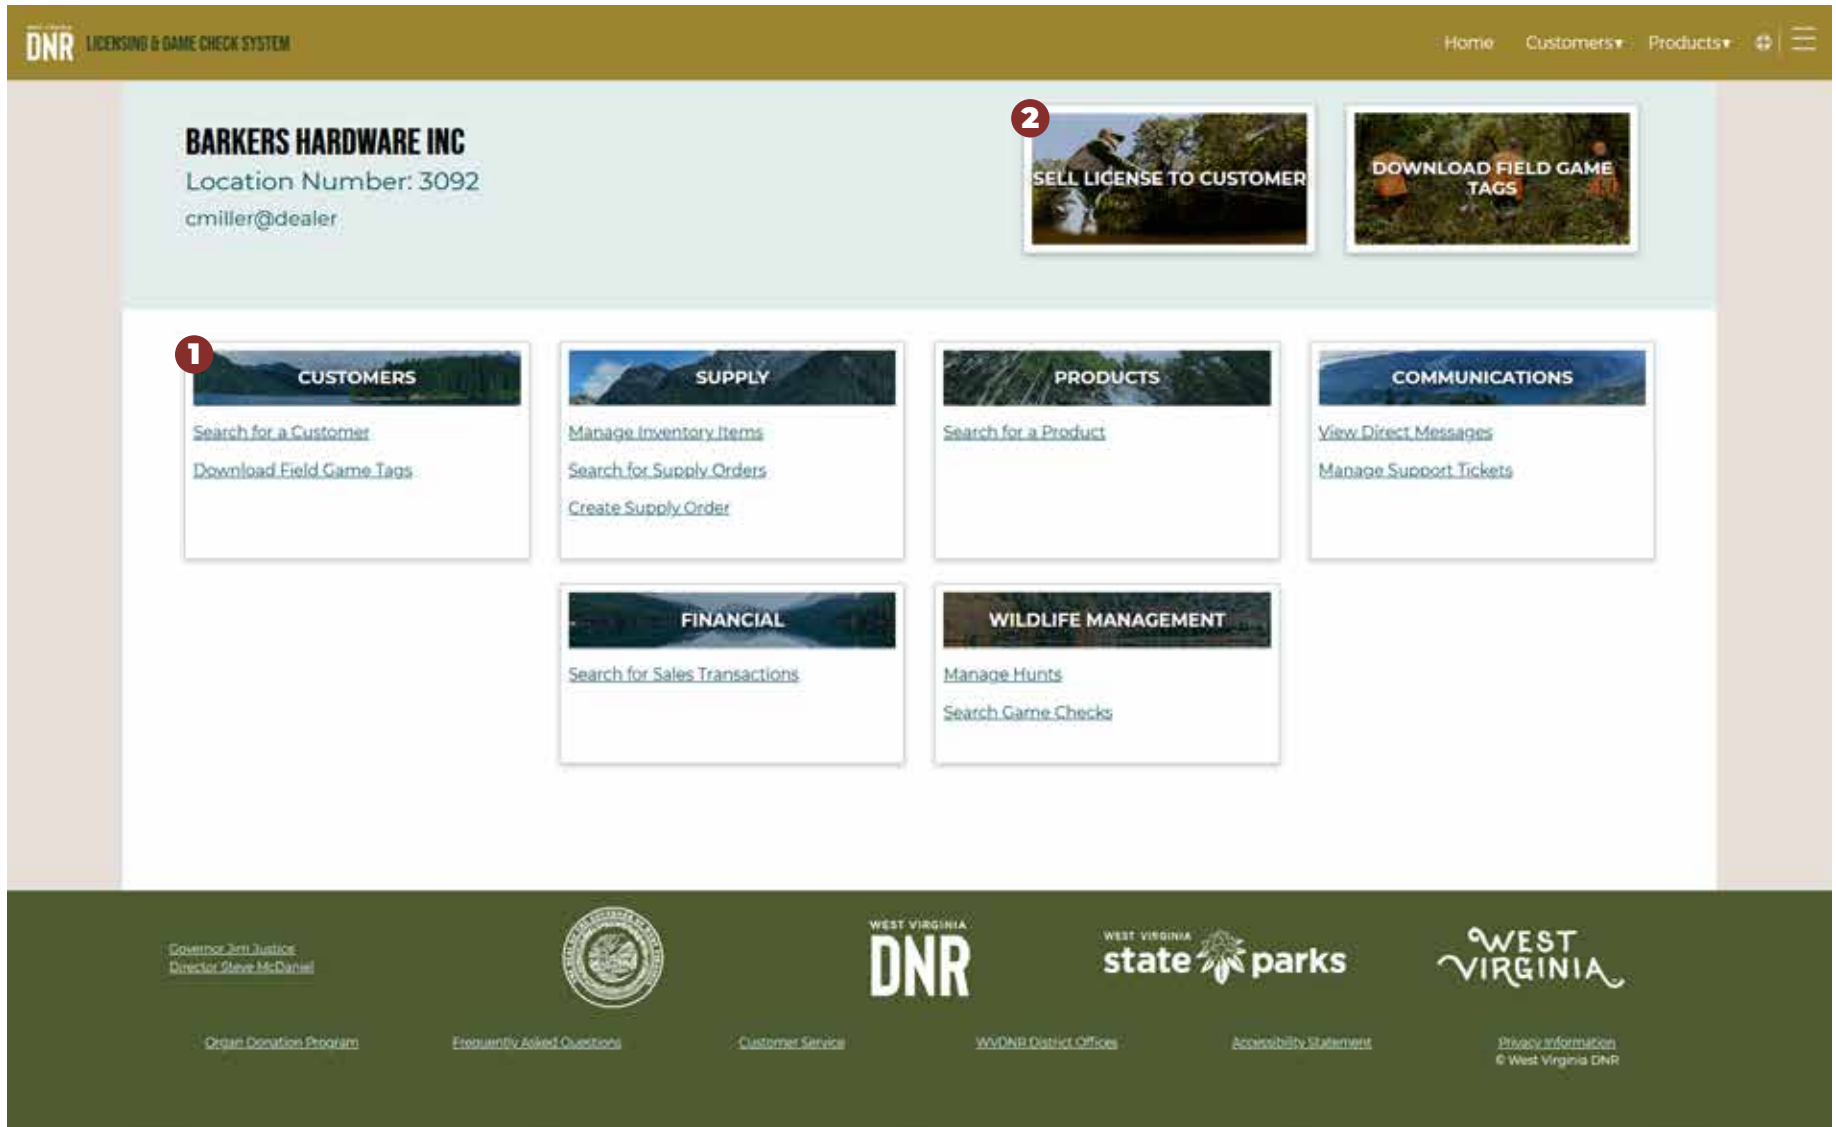 WEST VIRGINIA
DNR LICENSING & GAME CHECK SYSTEM
Home Customers▾ Products▾
BARKERS HARDWARE INC
Location Number: 3092
cmiller@dealer
2
SELL LICENSE TO CUSTOMER
DOWNLOAD FIELD GAME
TAGS
1
CUSTOMERS
Search for a Customer
Download Field Game Tags
SUPPLY
Manage Inventory Items
Search for Supply Orders
Create Supply Order
PRODUCTS
Search for a Product
COMMUNICATIONS
View Direct Messages
Manage Support Tickets
FINANCIAL
Search for Sales Transactions
WILDLIFE MANAGEMENT
Manage Hunts
Search Game Checks
Governor Jim Justice
Director Steve McDaniel
WEST VIRGINIA
DNR
WEST VIRGINIA
state parks
WEST
VIRGINIA
Organ Donation Program
Frequently Asked Questions
Customer Service
WVDNR District Offices
Accessibility Statement
Privacy Information
© West Virginia DNR